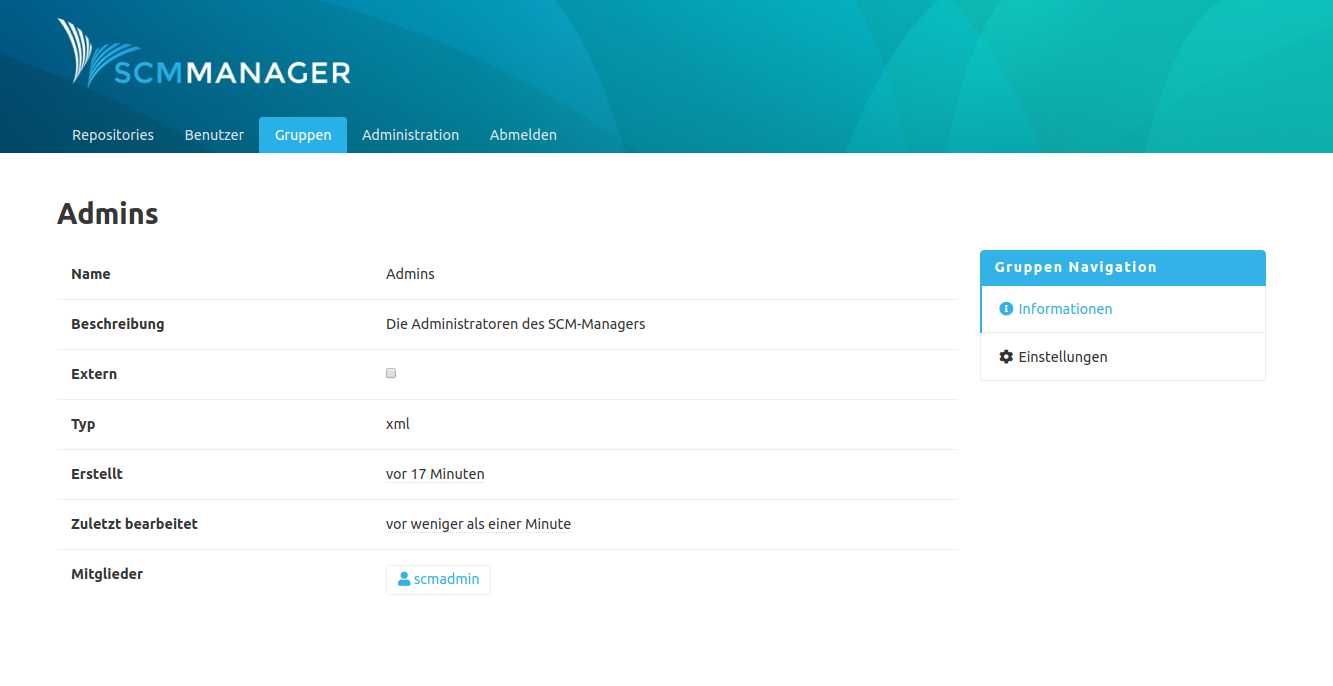 SCMMANAGER
Repositories Benutzer Gruppen Administration Abmelden
Admins
Name Admins
Beschreibung Die Administratoren des SCM-Managers
Extern
Typ xml
Erstellt vor 17 Minuten
Zuletzt bearbeitet vor weniger als einer Minute
Mitglieder scmadmin
Gruppen Navigation
Informationen
Einstellungen